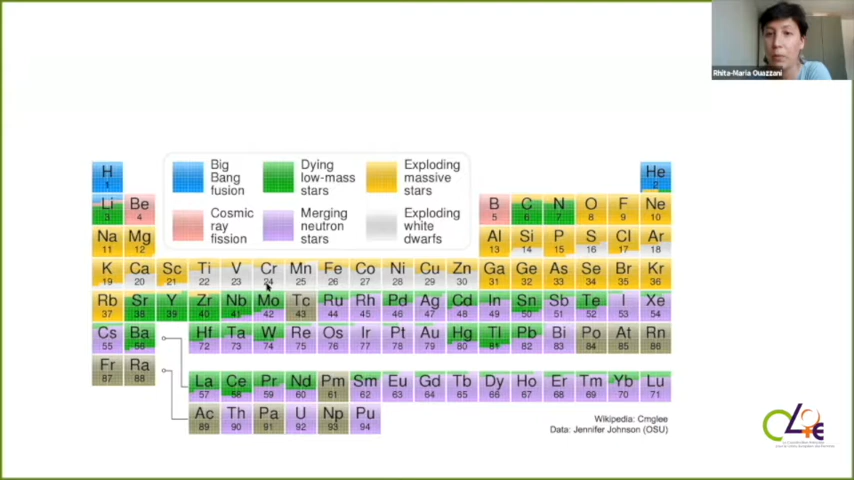 Rhita-Maria Ouazzani
Big Bang fusion
Dying low-mass stars
Exploding massive stars
Cosmic ray fission
Merging neutron stars
Exploding white dwarfs
H 1 He 2
Li 3 Be 4 B 5 C 6 N 7 O 8 F 9 Ne 10
Na 11 Mg 12 Al 13 Si 14 P 15 S 16 Cl 17 Ar 18
K 19 Ca 20 Sc 21 Ti 22 V 23 Cr 24 Mn 25 Fe 26 Co 27 Ni 28 Cu 29 Zn 30 Ga 31 Ge 32 As 33 Se 34 Br 35 Kr 36
Rb 37 Sr 38 Y 39 Zr 40 Nb 41 Mo 42 Tc 43 Ru 44 Rh 45 Pd 46 Ag 47 Cd 48 In 49 Sn 50 Sb 51 Te 52 I 53 Xe 54
Cs 55 Ba 56 Hf 72 Ta 73 W 74 Re 75 Os 76 Ir 77 Pt 78 Au 79 Hg 80 Tl 81 Pb 82 Bi 83 Po 84 At 85 Rn 86
Fr 87 Ra 88
La 57 Ce 58 Pr 59 Nd 60 Pm 61 Sm 62 Eu 63 Gd 64 Tb 65 Dy 66 Ho 67 Er 68 Tm 69 Yb 70 Lu 71
Ac 89 Th 90 Pa 91 U 92 Np 93 Pu 94
Wikipedia: Cmglee
Data: Jennifer Johnson (OSU)